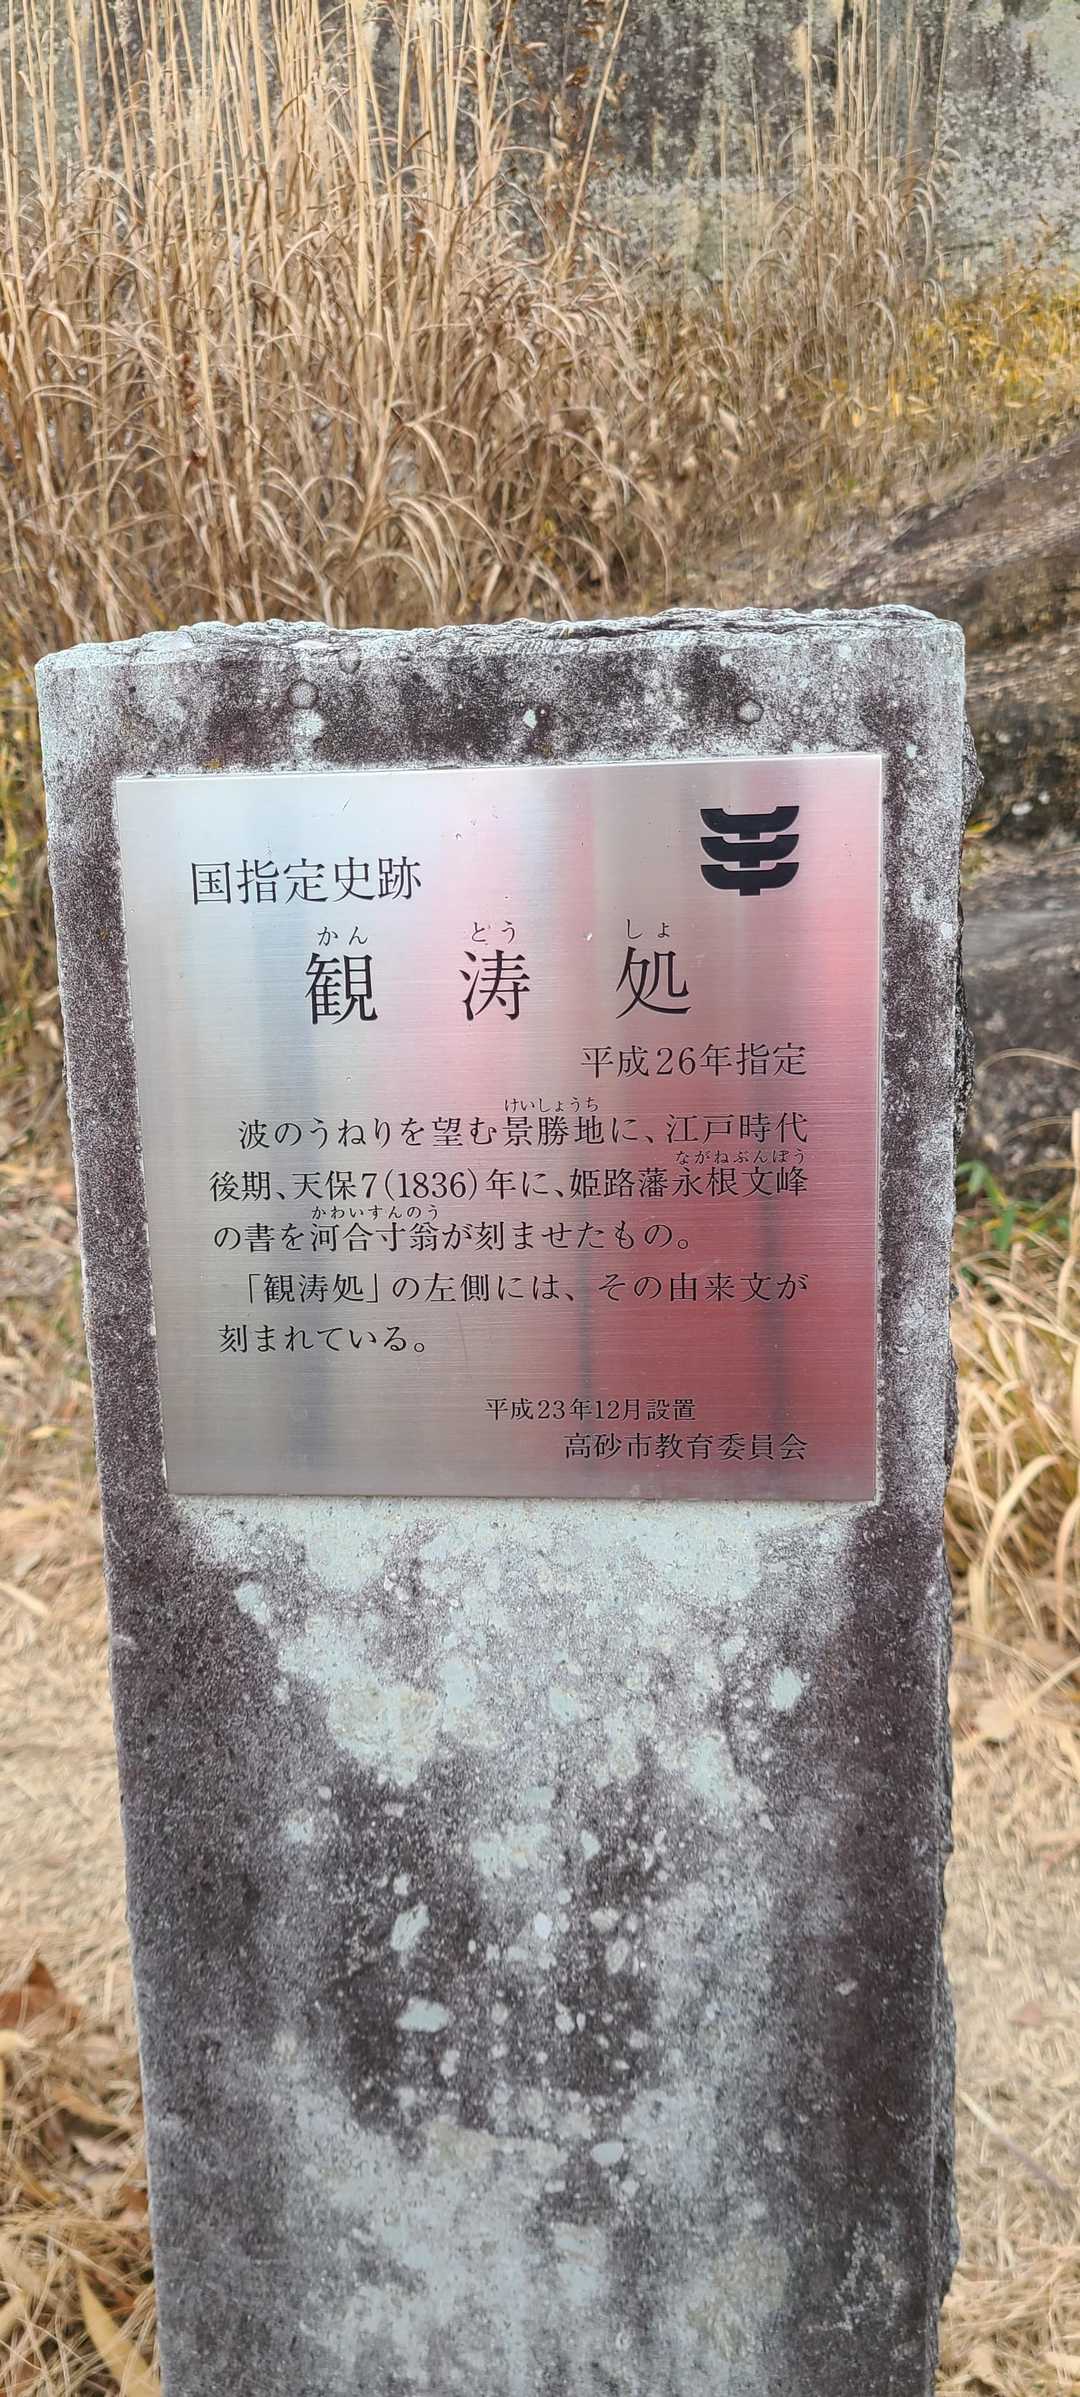 国指定史跡
かん とう しょ
観 涛 処
平成26年指定
けいしょうち
波のうねりを望む景勝地に、江戸時代
ながねぶんぽう
後期、天保7(1836)年に、姫路藩永根文峰
かわいすんのう
の書を河合寸翁が刻ませたもの。
「観涛処」の左側には、その由来文が
刻まれている。
平成23年12月設置
高砂市教育委員会